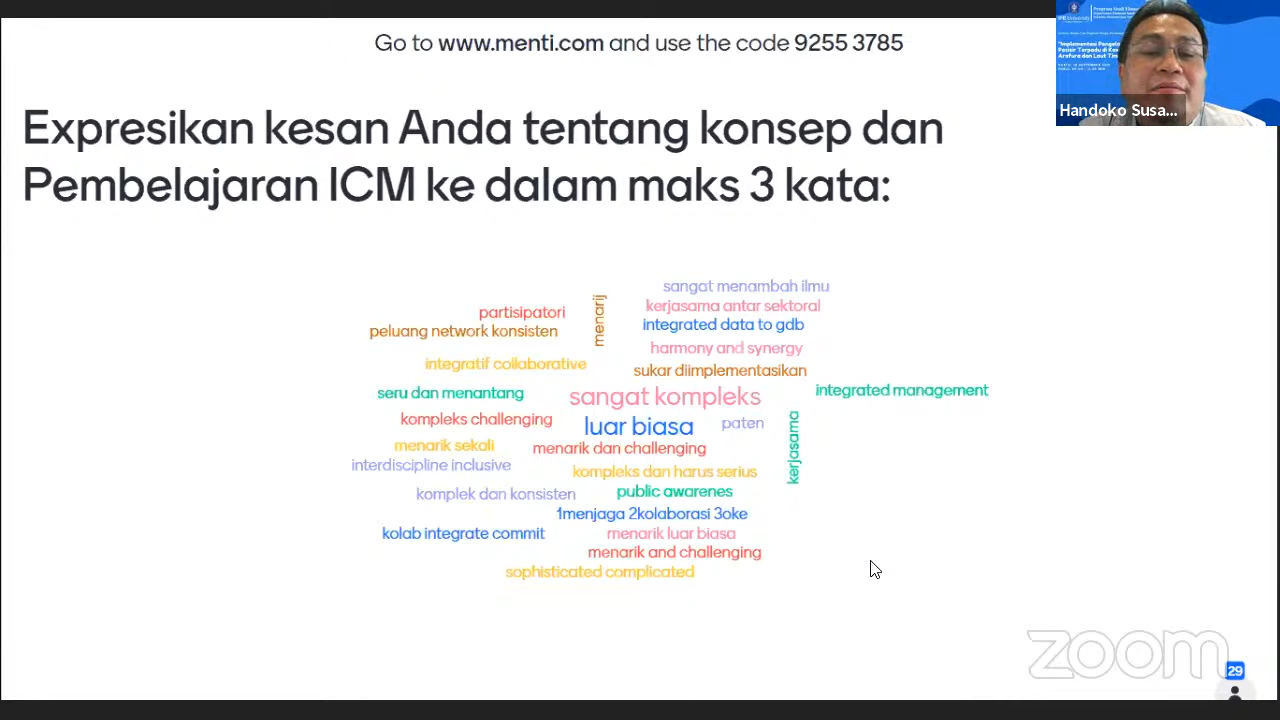 Go to www.menti.com and use the code 9255 3785
Expresikan kesan Anda tentang konsep dan
Pembelajaran ICM ke dalam maks 3 kata:
sangat menambah ilmu
kerjasama antar sektoral
partisipatori
menarij
integrated data to gdb
peluang network konsisten
harmony and synergy
integratif collaborative
sukar diimplementasikan
seru dan menantang
sangat kompleks
integrated management
kompleks challenging
luar biasa
paten
kerjasama
menarik sekali
menarik dan challenging
interdiscipline inclusive
kompleks dan harus serius
komplek dan konsisten
public awarenes
1menjaga 2kolaborasi 3oke
kolab integrate commit
menarik luar biasa
menarik and challenging
sophisticated complicated
Handoko Susa...
zoom
29